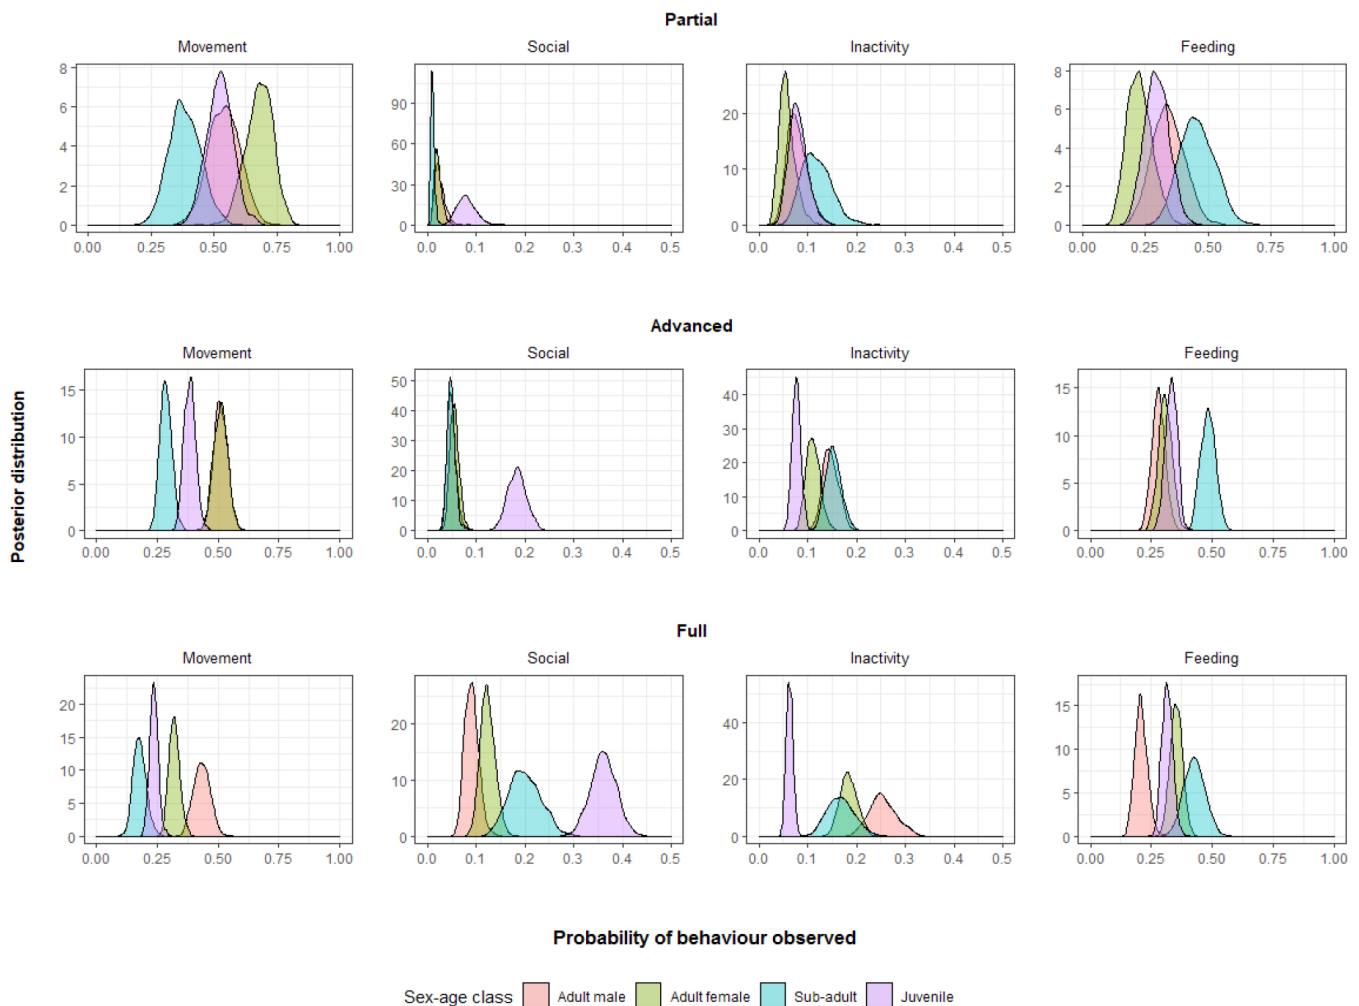 Partial
Movement Social Inactivity Feeding
8 6 4 2 0
90 60 30 0
20 10 0
8 6 4 2 0
0.00 0.25 0.50 0.75 1.00
0.0 0.1 0.2 0.3 0.4 0.5
0.0 0.1 0.2 0.3 0.4 0.5
0.00 0.25 0.50 0.75 1.00
Advanced
Movement Social Inactivity Feeding
15 10 5 0
50 40 30 20 10 0
40 30 20 10 0
15 10 5 0
0.00 0.25 0.50 0.75 1.00
0.0 0.1 0.2 0.3 0.4 0.5
0.0 0.1 0.2 0.3 0.4 0.5
0.00 0.25 0.50 0.75 1.00
Posterior distribution
Full
Movement Social Inactivity Feeding
20 15 10 5 0
20 10 0
40 20 0
15 10 5 0
0.00 0.25 0.50 0.75 1.00
0.0 0.1 0.2 0.3 0.4 0.5
0.0 0.1 0.2 0.3 0.4 0.5
0.00 0.25 0.50 0.75 1.00
Probability of behaviour observed
Sex-age class Adult male Adult female Sub-adult Juvenile